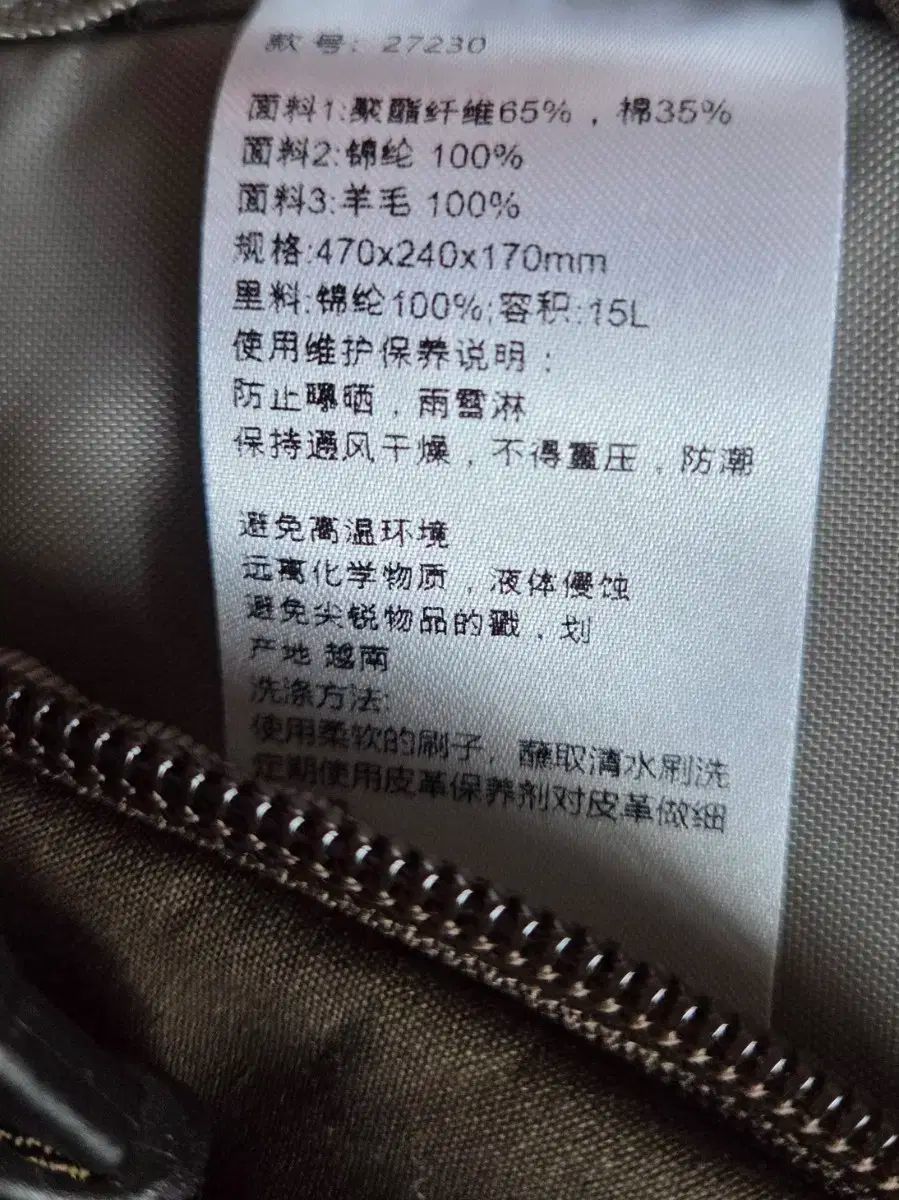 款 号: 27230
面料1:聚酯纤维65%，棉35%
面料2:锦纶 100%
面料3:羊毛 100%
规格:470x240x170mm
里料:锦纶100%;容积:15L
使用维护保养说明：
防止曝晒，雨雪淋
保持通风干燥，不得重压，防潮
避免高温环境
远离化学物质，液体侵蚀
避免尖锐物品的戳，划
产地 越南
洗涤方法:
使用柔软的刷子，蘸取清水刷洗
定期使用皮革保养剂对皮革做细